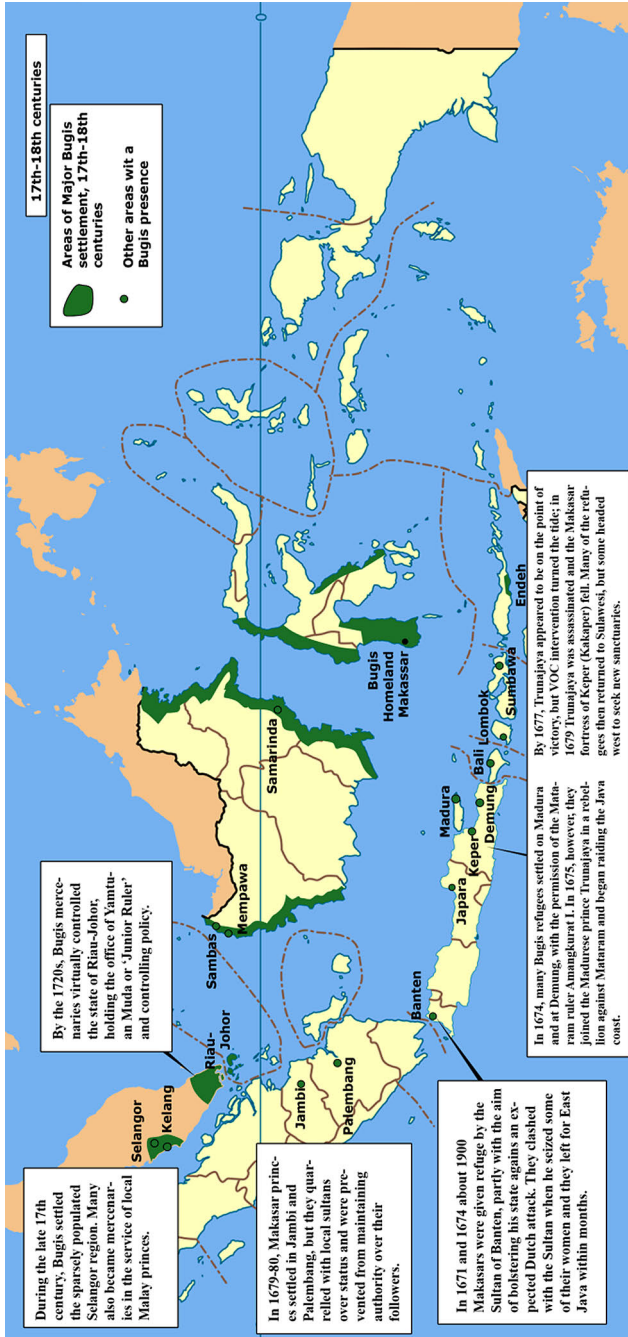 17th-18th centuries
Areas of Major Bugis
settlement, 17th-18th
centuries
Other areas wit a
Bugis presence
0
During the late 17th
century, Bugis settled
the sparsely populated
Selangor region. Many
also became mercenar-
ies in the service of local
Malay princes.
By the 1720s, Bugis merce-
naries virtually controlled
the state of Riau-Johor,
holding the office of Yamtu-
an Muda or ‘Junior Ruler’
and controlling policy.
Selangor
Kelang
Riau-
Johor
Sambas
Mempawa
Samarinda
Bugis
Homeland
Makassar
Jambi
Palembang
Banten
Japara
Keper
Madura
Demung
Bali
Lombok
Sumbawa
Endeh
In 1679-80, Makasar princ-
es settled in Jambi and
Palembang, but they quar-
relled with local sultans
over status and were pre-
vented from maintaining
authority over their
followers.
In 1671 and 1674 about 1900
Makasars were given refuge by the
Sultan of Banten, partly with the aim
of bolstering his state agains an ex-
pected Dutch attack. They clashed
with the Sultan when he seized some
of their women and they left for East
Java within months.
In 1674, many Bugis refugees settled on Madura
and at Demung, with the permission of the Mata-
ram ruler Amangkurat I. In 1675, however, they
joined the Madurese prince Trunajaya in a rebel-
lion against Mataram and began raiding the Java
coast.
By 1677, Trunajaya appeared to be on the point of
victory, but VOC intervention turned the tide; in
1679 Trunajaya was assassinated and the Makasar
fortress of Keper (Kakaper) fell. Many of the refu-
gees then returned to Sulawesi, but some headed
west to seek new sanctuaries.